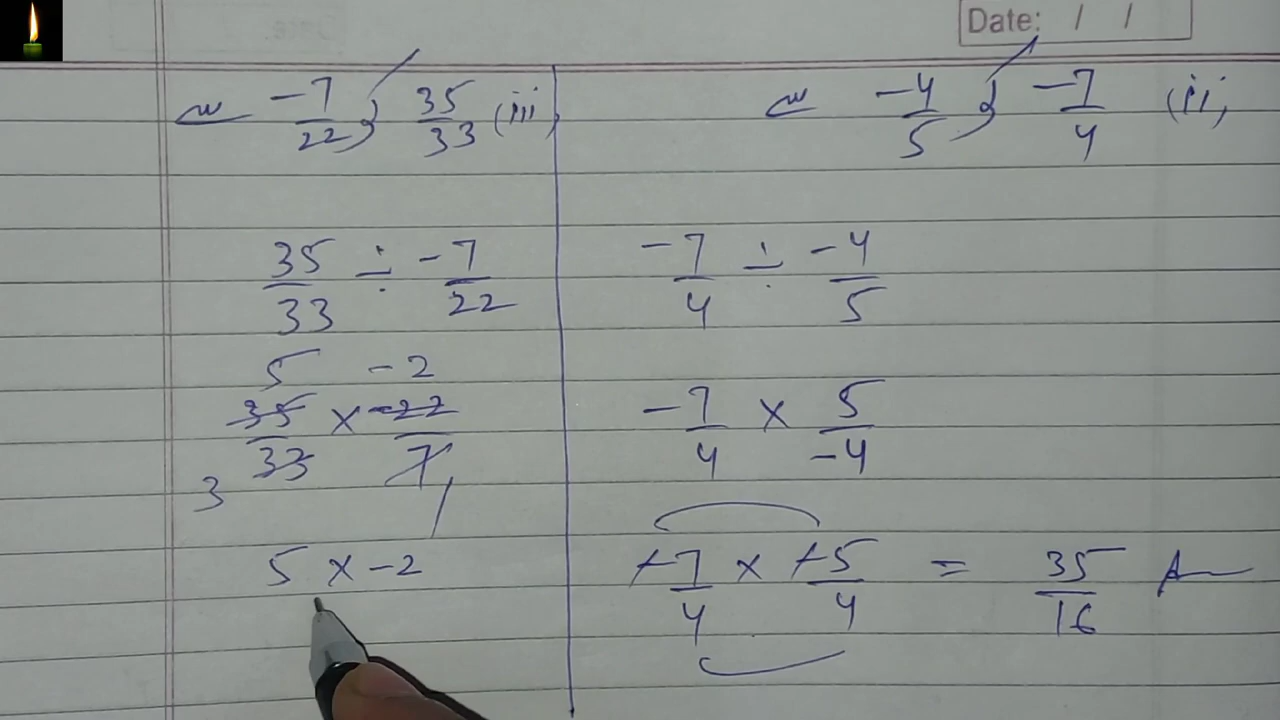 Date: / /
-7/22 , 35/33 (iii)
35/33 ÷ -7/22
5 -2
35/33 × -22/7
3 1
5 × -2
-4/5 , -7/4 (ii)
-7/4 ÷ -4/5
-7/4 × 5/-4
-7/4 × -5/4 = 35/16